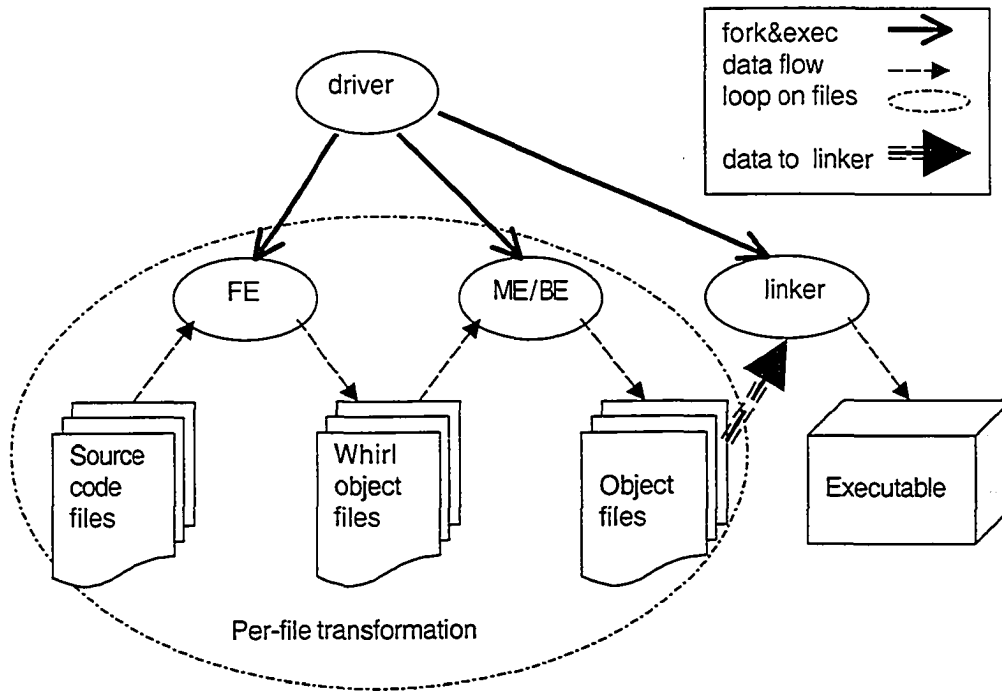 fork&exec
data flow
loop on files
data to linker
driver
FE
ME/BE
linker
Source
code
files
Whirl
object
files
Object
files
Executable
Per-file transformation